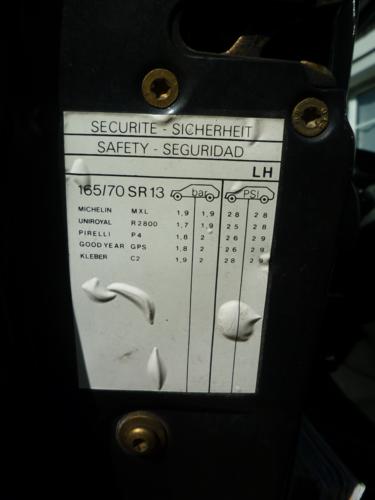 SECURITE - SICHERHEIT
SAFETY - SEGURIDAD
LH
165/70 SR 13 bar PSI
MICHELIN MXL 1,9 1,9 28 28
UNIROYAL R2800 1,7 1,9 25 28
PIRELLI P4 1,8 2 26 29
GOOD YEAR GPS 1,8 2 26 29
KLEBER C2 1,9 2 28 29